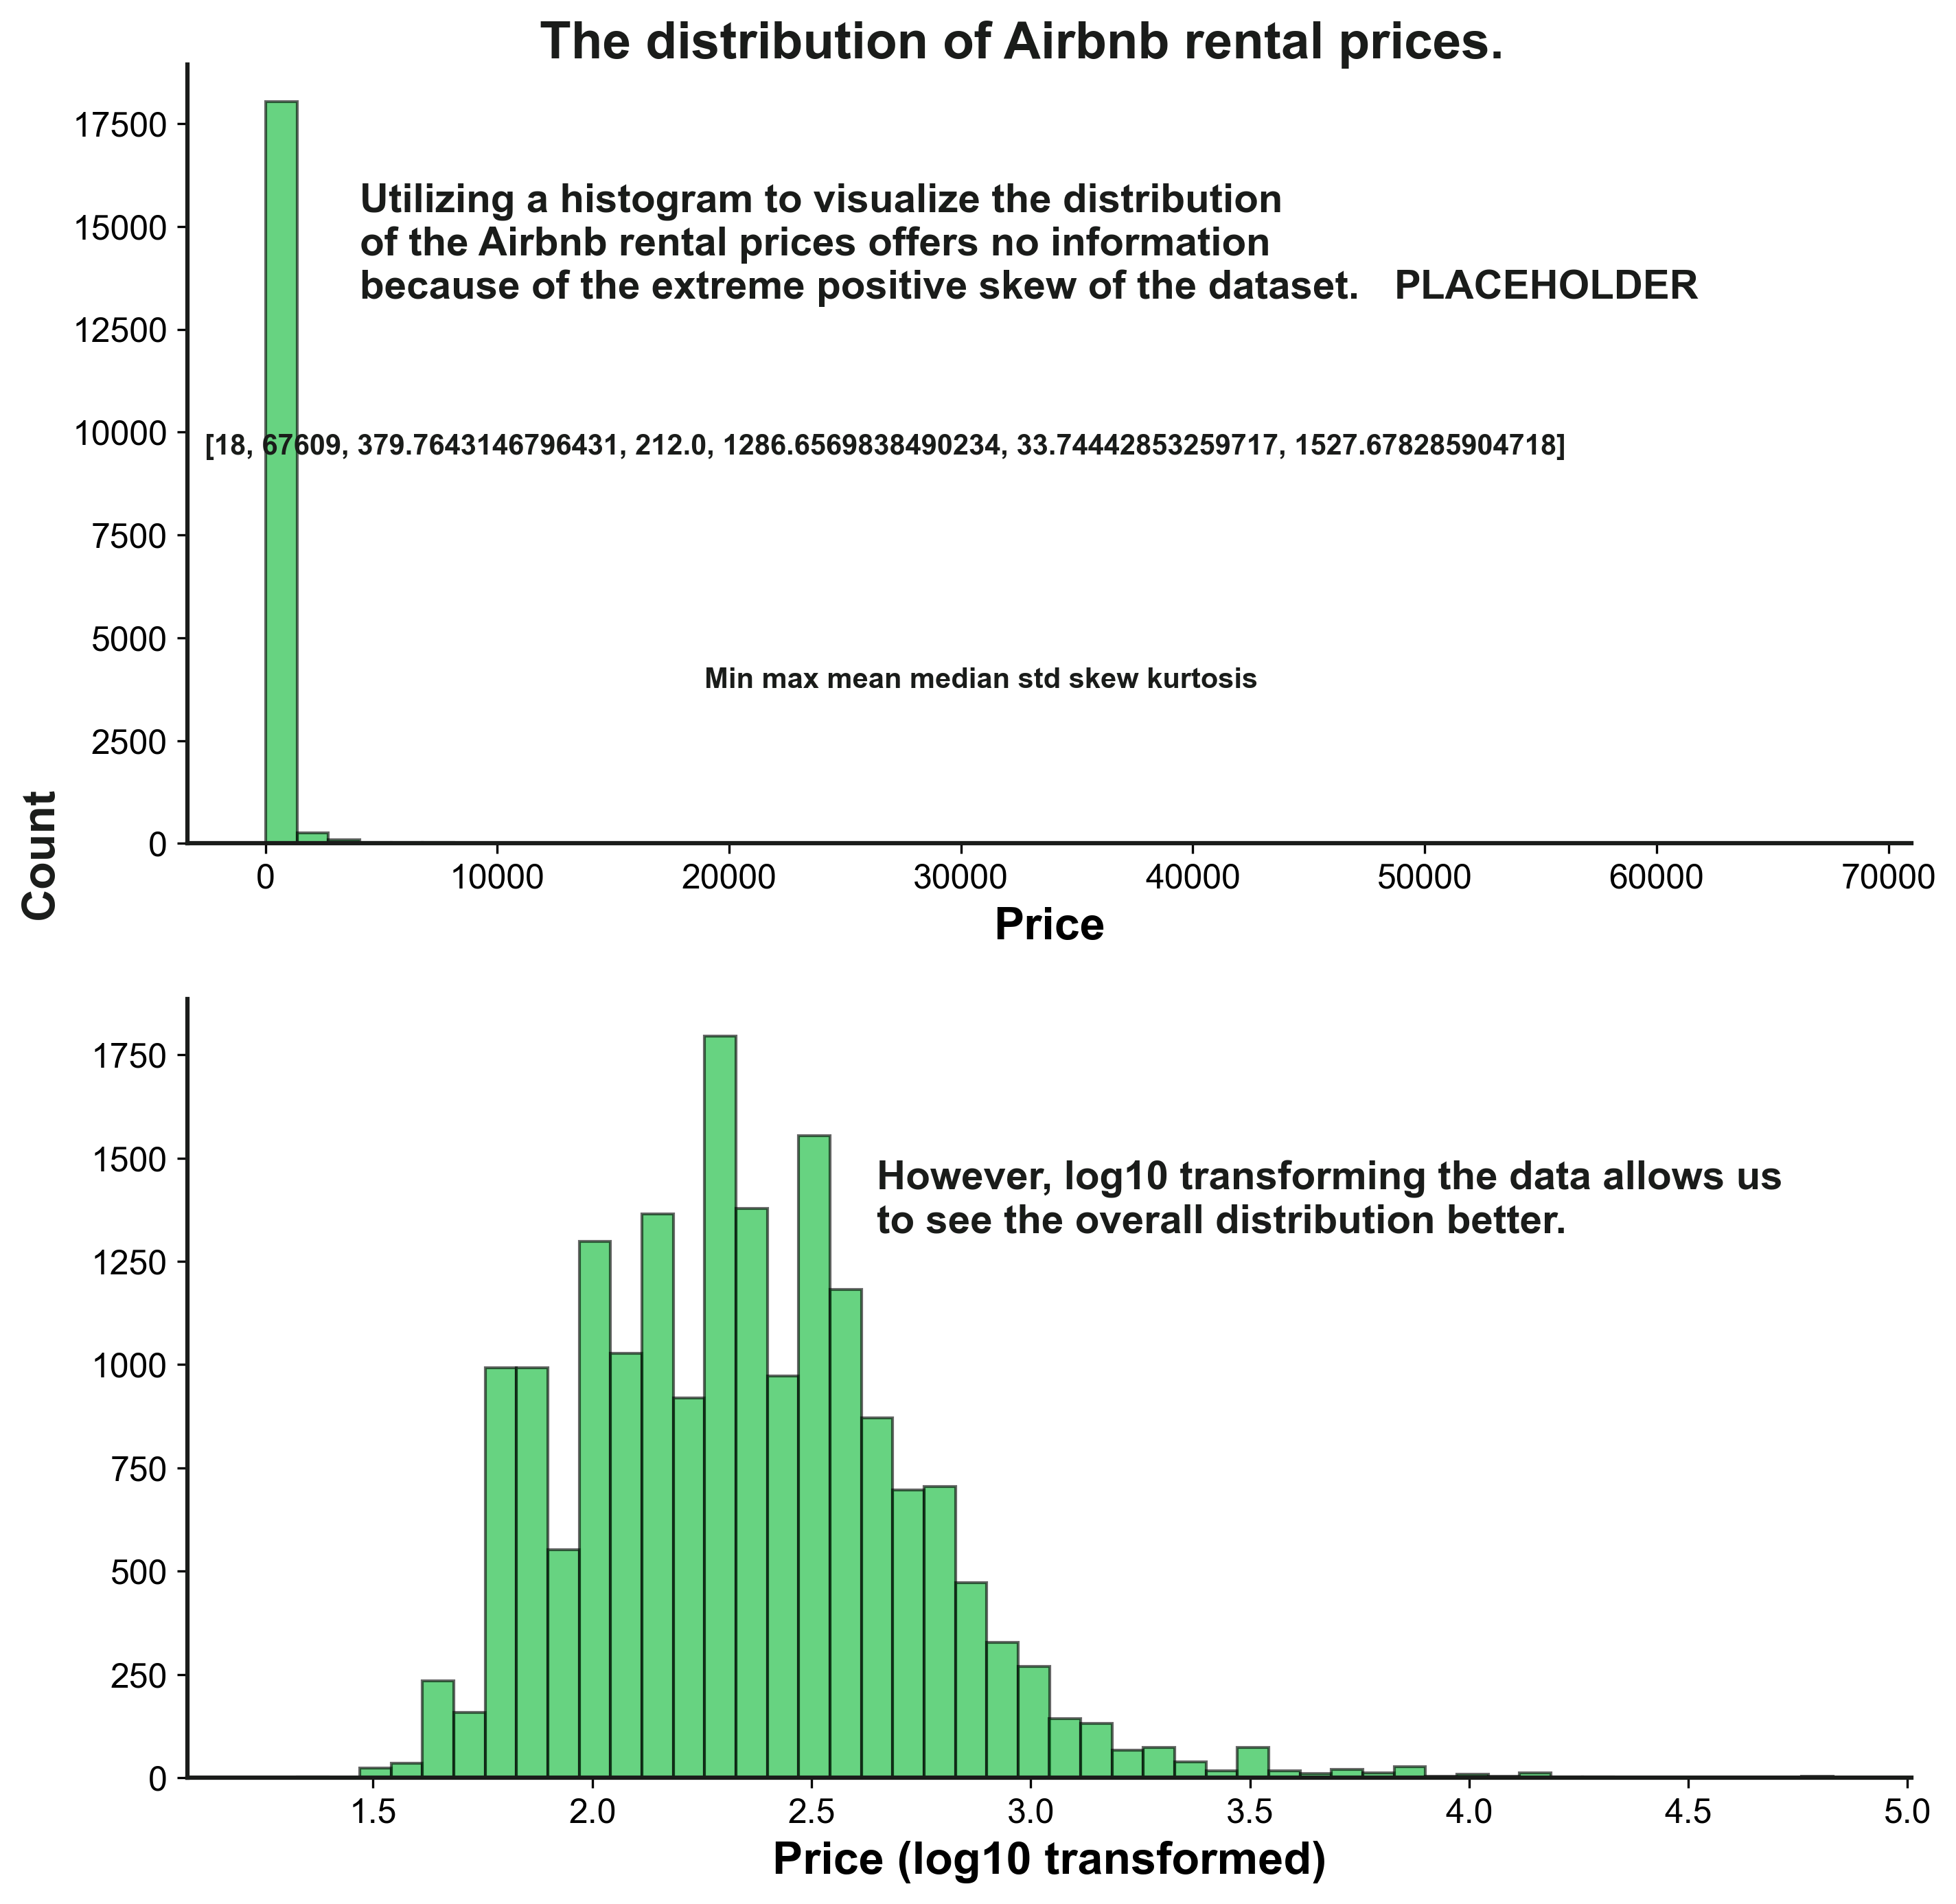 The distribution of Airbnb rental prices.
17500
15000
12500
10000
7500
5000
2500
0
Utilizing a histogram to visualize the distribution
of the Airbnb rental prices offers no information
because of the extreme positive skew of the dataset. PLACEHOLDER
[18, 67609, 379.7643146796431, 212.0, 1286.6569838490234, 33.74442853259717, 1527.678285904718]
Min max mean median std skew kurtosis
0 10000 20000 30000 40000 50000 60000 70000
Price
Count
1750
1500
1250
1000
750
500
250
0
However, log10 transforming the data allows us
to see the overall distribution better.
1.5 2.0 2.5 3.0 3.5 4.0 4.5 5.0
Price (log10 transformed)